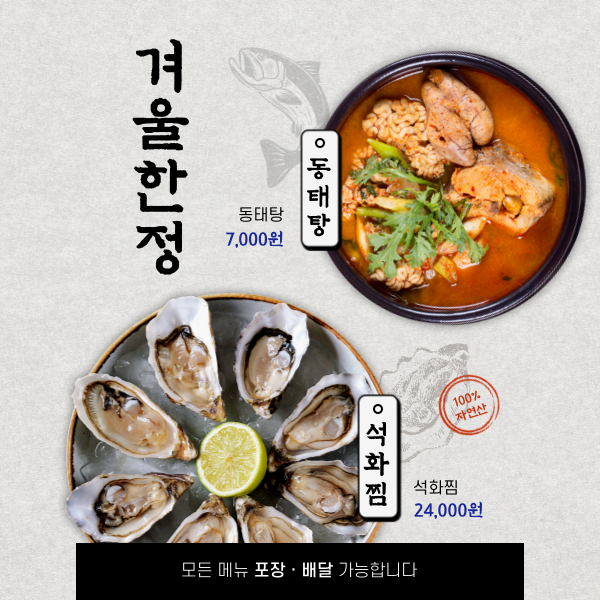 겨울한정
동태탕
동태탕
7,000원
석화찜
100%
자연산
석화찜
24,000원
모든 메뉴 포장 · 배달 가능합니다